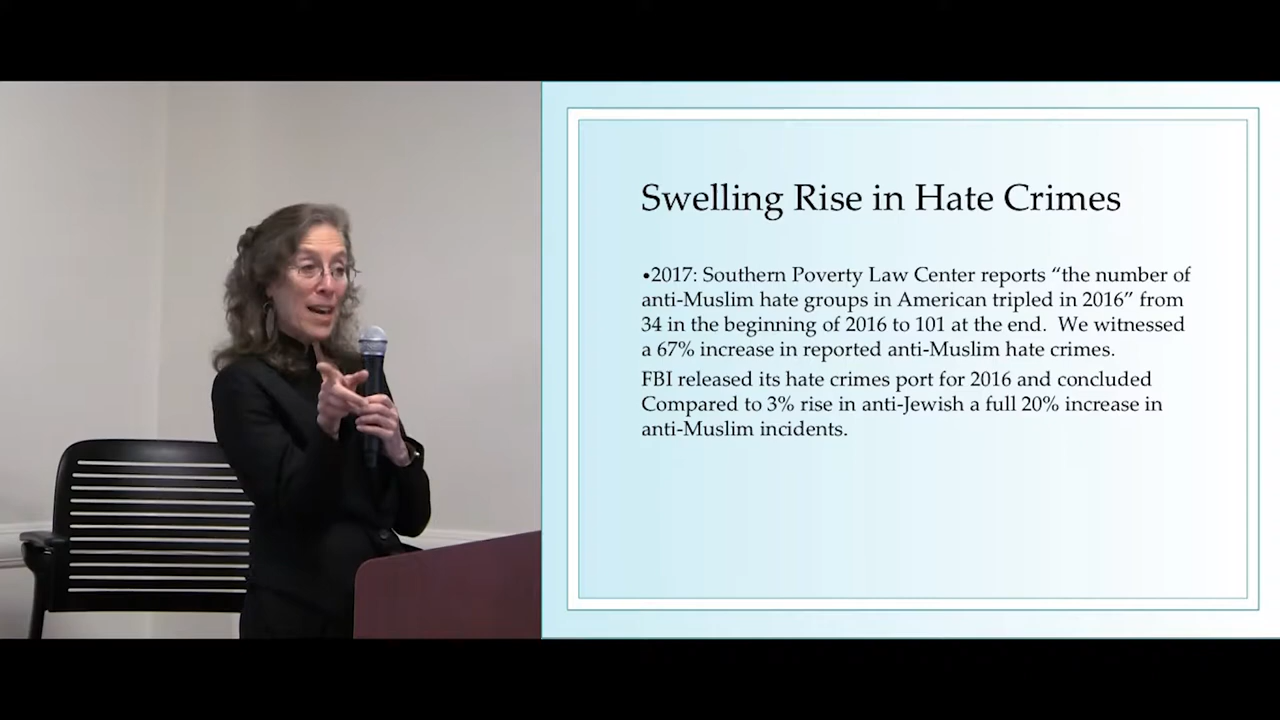 Swelling Rise in Hate Crimes
•2017: Southern Poverty Law Center reports “the number of
anti-Muslim hate groups in American tripled in 2016” from
34 in the beginning of 2016 to 101 at the end.  We witnessed
a 67% increase in reported anti-Muslim hate crimes.
FBI released its hate crimes port for 2016 and concluded
Compared to 3% rise in anti-Jewish a full 20% increase in
anti-Muslim incidents.